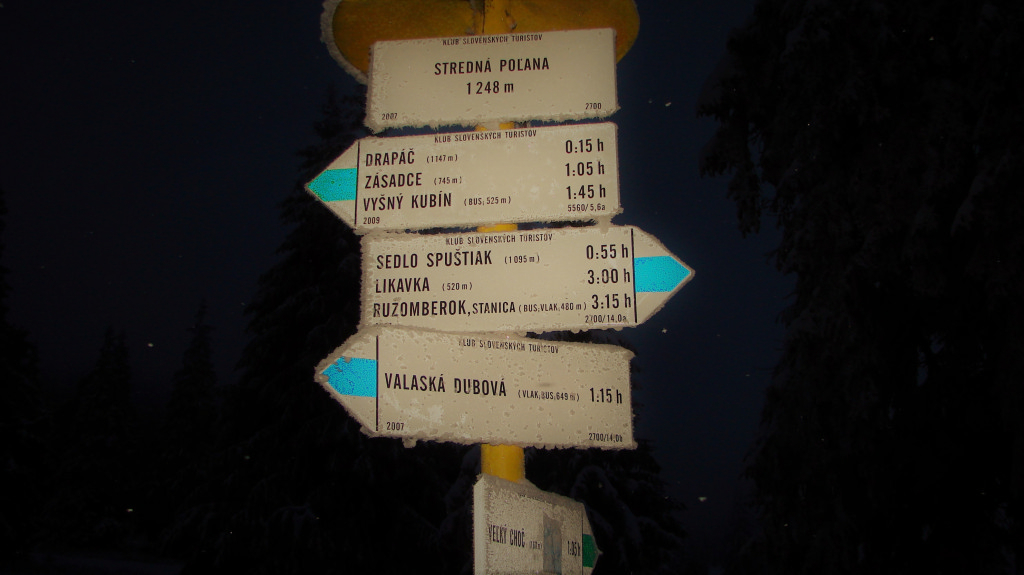 KLUB SLOVENSKÝCH TURISTOV
STREDNÁ POĽANA
1 248 m
2007 2700
KLUB SLOVENSKÝCH TURISTOV
DRAPÁČ (1147 m) 0:15 h
ZÁSADCE (745 m) 1:05 h
VYŠNÝ KUBÍN (BUS, 525 m) 1:45 h
2009 5560/5,6a
KLUB SLOVENSKÝCH TURISTOV
SEDLO SPUŠTIAK (1095 m) 0:55 h
LIKAVKA (520 m) 3:00 h
RUZOMBEROK, STANICA (BUS, VLAK, 480 m) 3:15 h
2700/14,0a
KLUB SLOVENSKÝCH TURISTOV
VALASKÁ DUBOVÁ (VLAK, BUS, 649 m) 1:15 h
2007 2700/14,0b
VEĽKÝ CHOČ